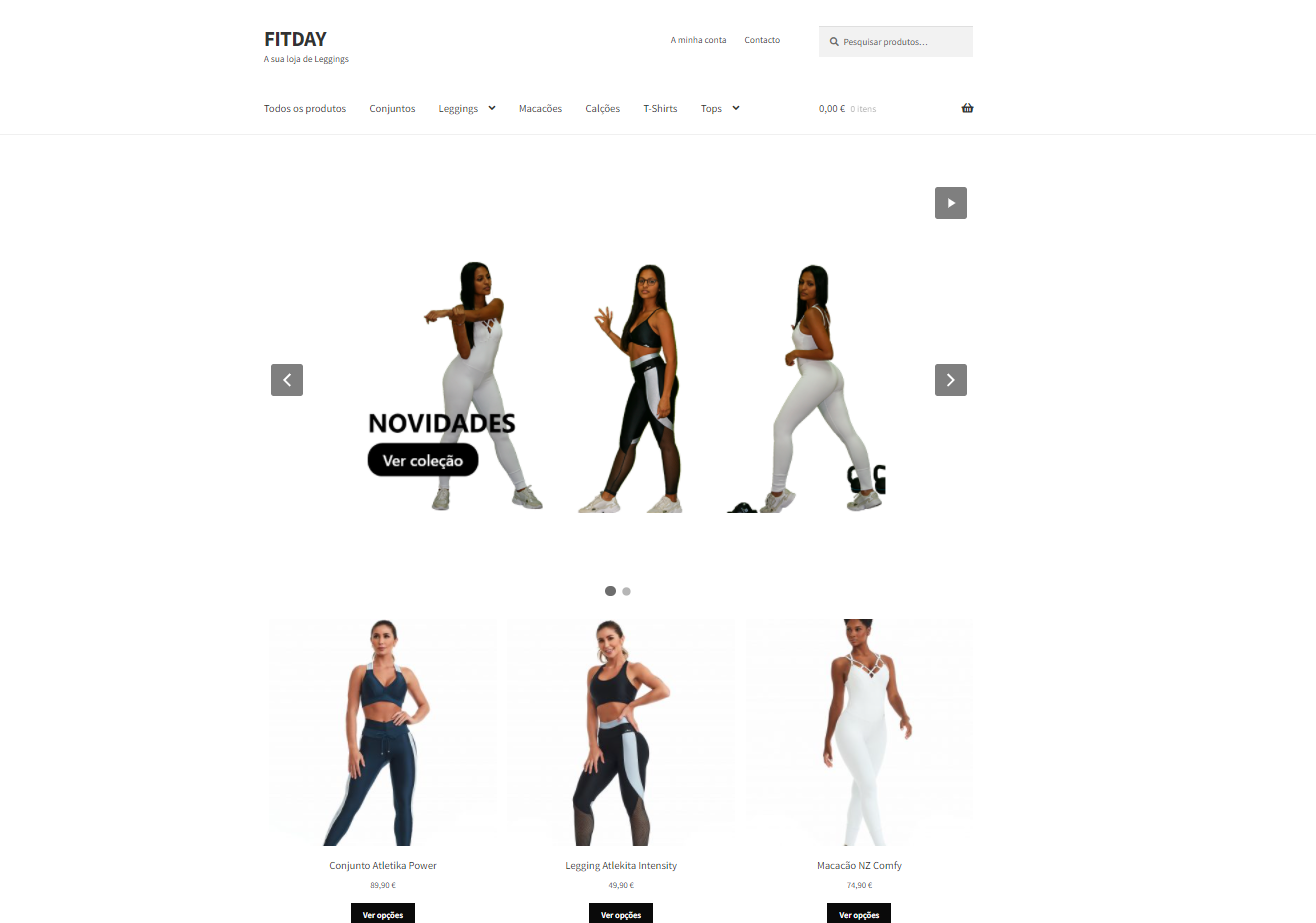 FITDAY
A sua loja de Leggings
A minha conta Contacto
Pesquisar produtos…
Todos os produtos Conjuntos Leggings Macacões Calções T-Shirts Tops
0,00 € 0 itens
NOVIDADES
Ver coleção
Conjunto Atletika Power
89,90 €
Ver opções
Legging Atlekita Intensity
49,90 €
Ver opções
Macacão NZ Comfy
74,90 €
Ver opções